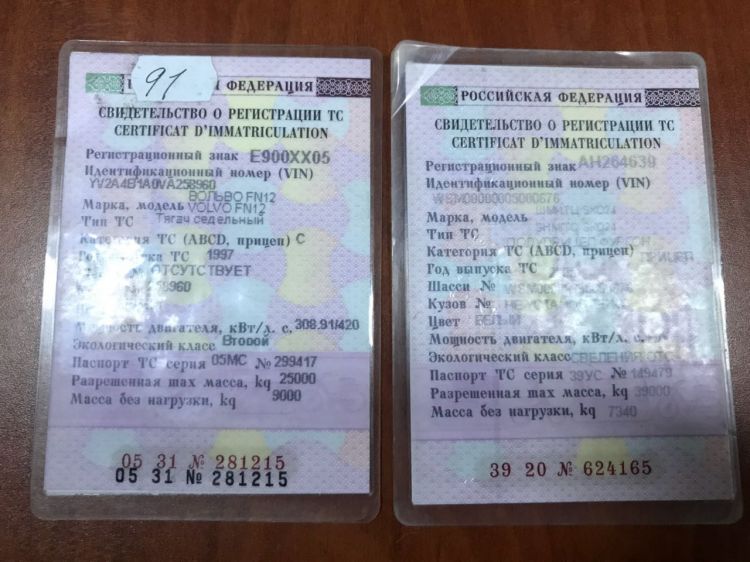 91
ФЕДЕРАЦИЯ
СВИДЕТЕЛЬСТВО О РЕГИСТРАЦИИ ТС
CERTIFICAT D'IMMATRICULATION
Регистрационный знак Е900ХХ05
Идентификационный номер (VIN)
ВОЛЬВО FN12
Марка, модель VOLVO FN12
Тип ТС Тягач седельный
Категория ТС (ABCD, прицеп) C
Год ТС 1997
ОТСУТСТВУЕТ
Мощность двигателя, кВт/л. с. 308.91/420
Экологический класс Второй
Паспорт ТС серия 05МС № 299417
Разрешенная max масса, kg 25000
Масса без нагрузки, kg 9000
05 31 № 281215
05 31 № 281215
РОССИЙСКАЯ ФЕДЕРАЦИЯ
СВИДЕТЕЛЬСТВО О РЕГИСТРАЦИИ ТС
CERTIFICAT D'IMMATRICULATION
Регистрационный знак АН264639
Идентификационный номер (VIN)
Марка, модель
Тип ТС
Категория ТС (ABCD, прицеп) ПРИЦЕП
Год выпуска ТС
Шасси №
Кузов №
Цвет БЕЛЫЙ
Мощность двигателя, кВт/л. с.
Экологический класс СВЕДЕНИЯ
Паспорт ТС серия 39УС № 149479
Разрешенная max масса, kg 39000
Масса без нагрузки, kg 7340
39 20 № 624165